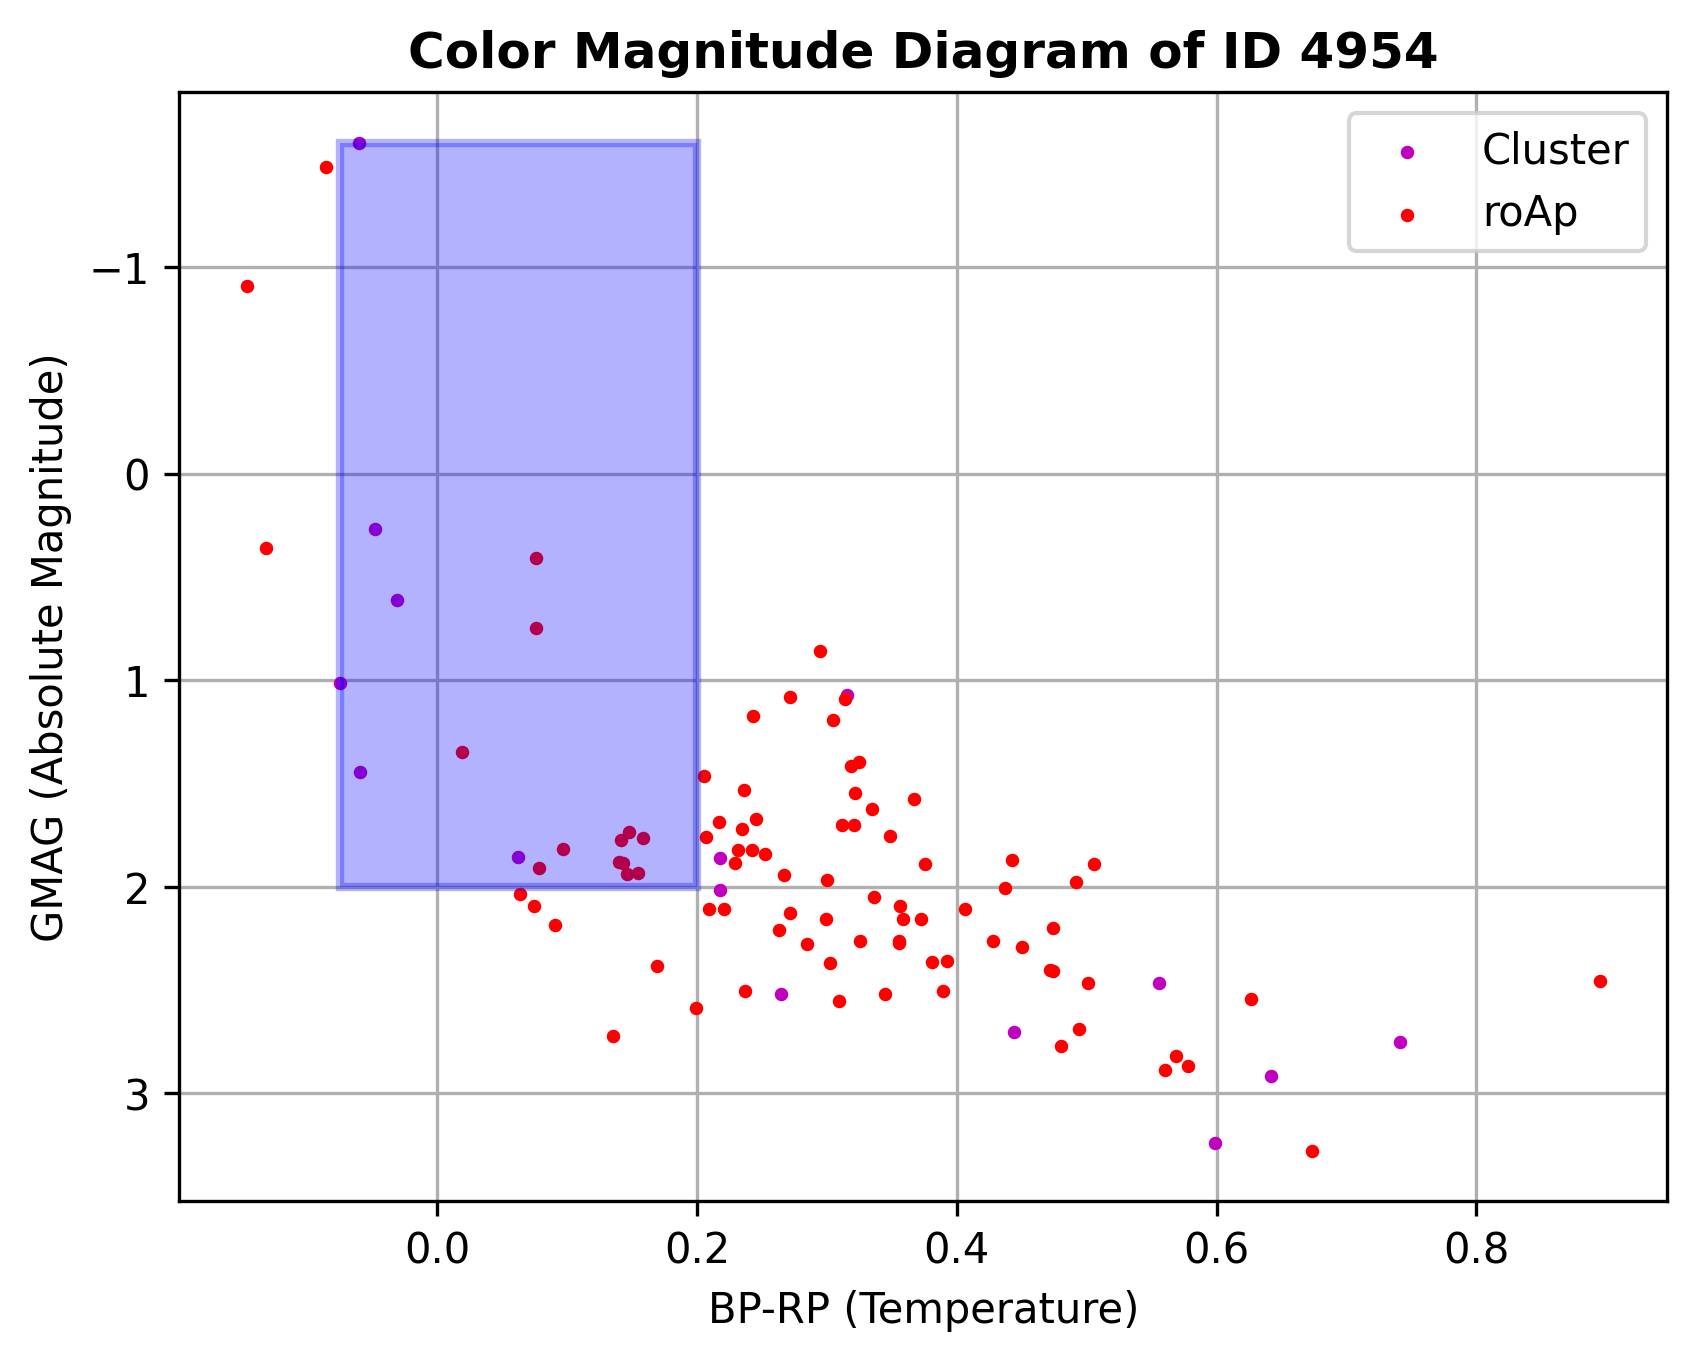 Color Magnitude Diagram of ID 4954
Cluster
roAp
GMAG (Absolute Magnitude)
−1
0
1
2
3
0.0 0.2 0.4 0.6 0.8
BP-RP (Temperature)